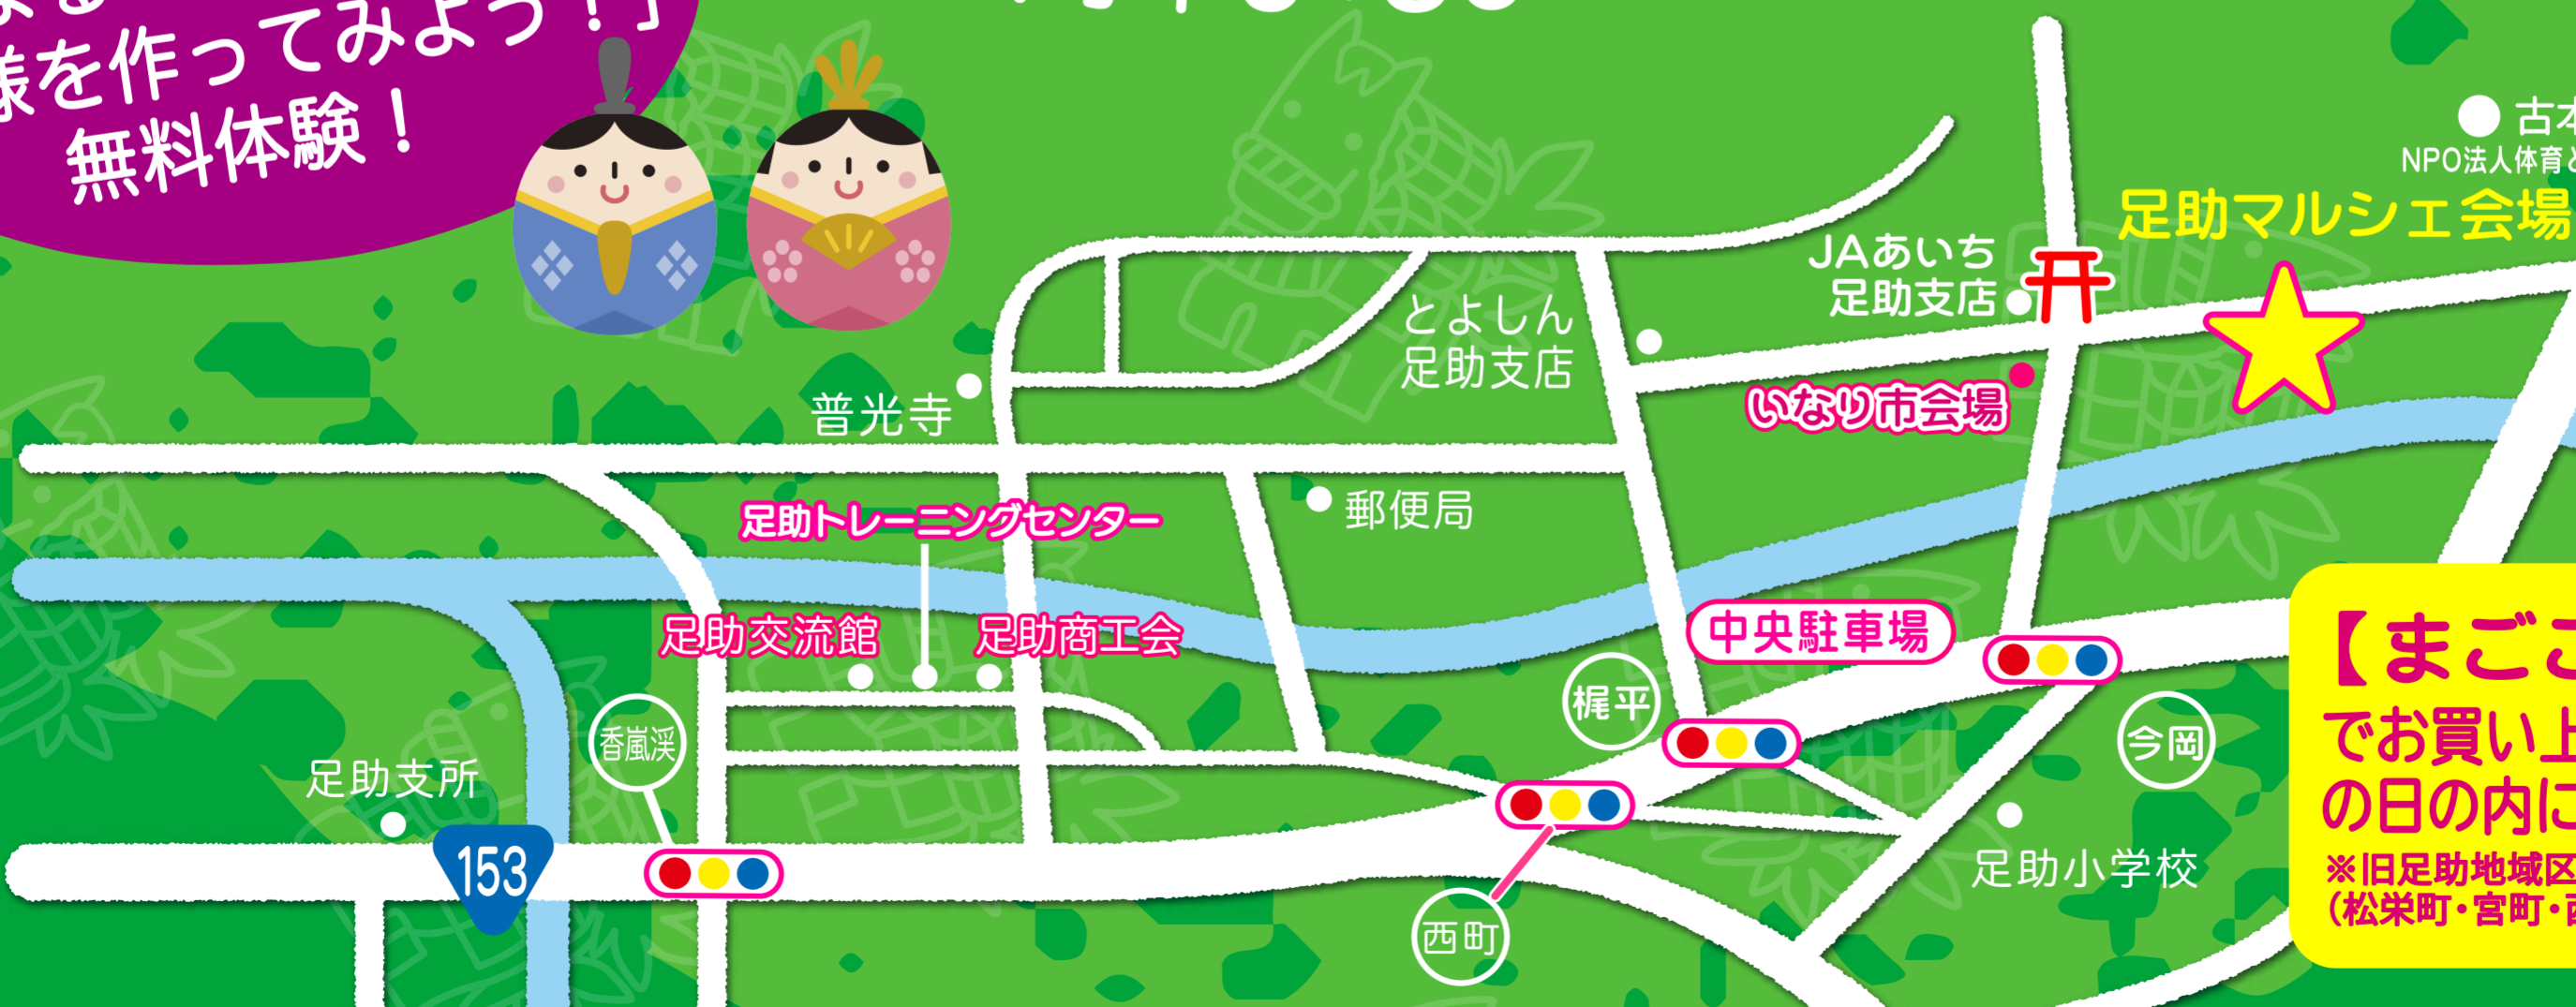 様を作ってみよう！」
無料体験！
古本
NPO法人体育と
足助マルシェ会場
JAあいち
足助支店
とよしん
足助支店
いなり市会場
普光寺
郵便局
足助トレーニングセンター
足助交流館
足助商工会
中央駐車場
梶平
香嵐渓
今岡
足助支所
153
足助小学校
西町
【まごこ
でお買い上
の日の内に
※旧足助地域区
（松栄町・宮町・西